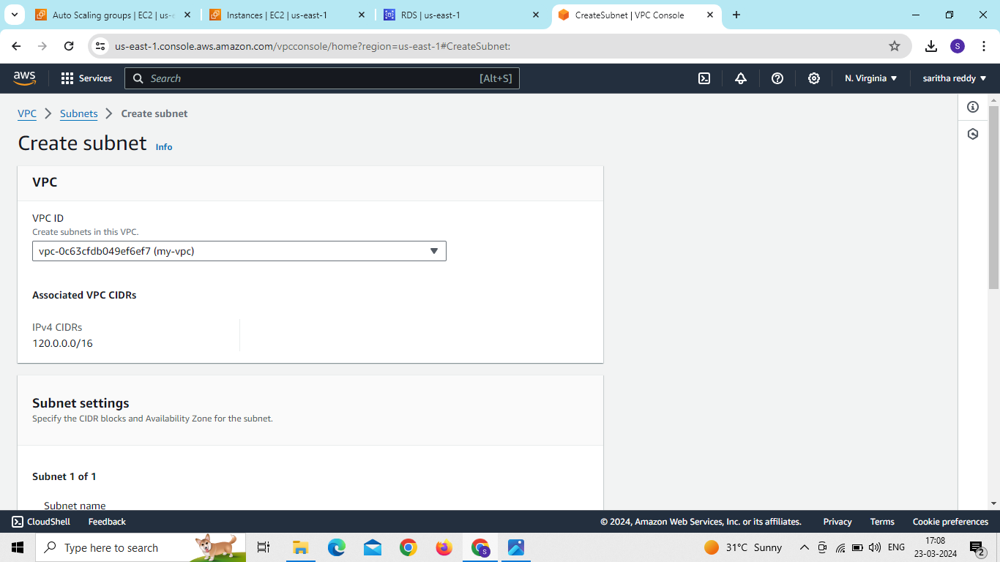 Auto Scaling groups | EC2 | us-e
Instances | EC2 | us-east-1
RDS | us-east-1
CreateSubnet | VPC Console
us-east-1.console.aws.amazon.com/vpcconsole/home?region=us-east-1#CreateSubnet:
S
aws
Services
Search
[Alt+S]
N. Virginia
saritha reddy
VPC
Subnets
Create subnet
Create subnet
Info
VPC
VPC ID
Create subnets in this VPC.
vpc-0c63cfdb049ef6ef7 (my-vpc)
Associated VPC CIDRs
IPv4 CIDRs
120.0.0.0/16
Subnet settings
Specify the CIDR blocks and Availability Zone for the subnet.
Subnet 1 of 1
Subnet name
CloudShell
Feedback
© 2024, Amazon Web Services, Inc. or its affiliates.
Privacy
Terms
Cookie preferences
Type here to search
S
31°C Sunny
ENG
17:08
23-03-2024
2